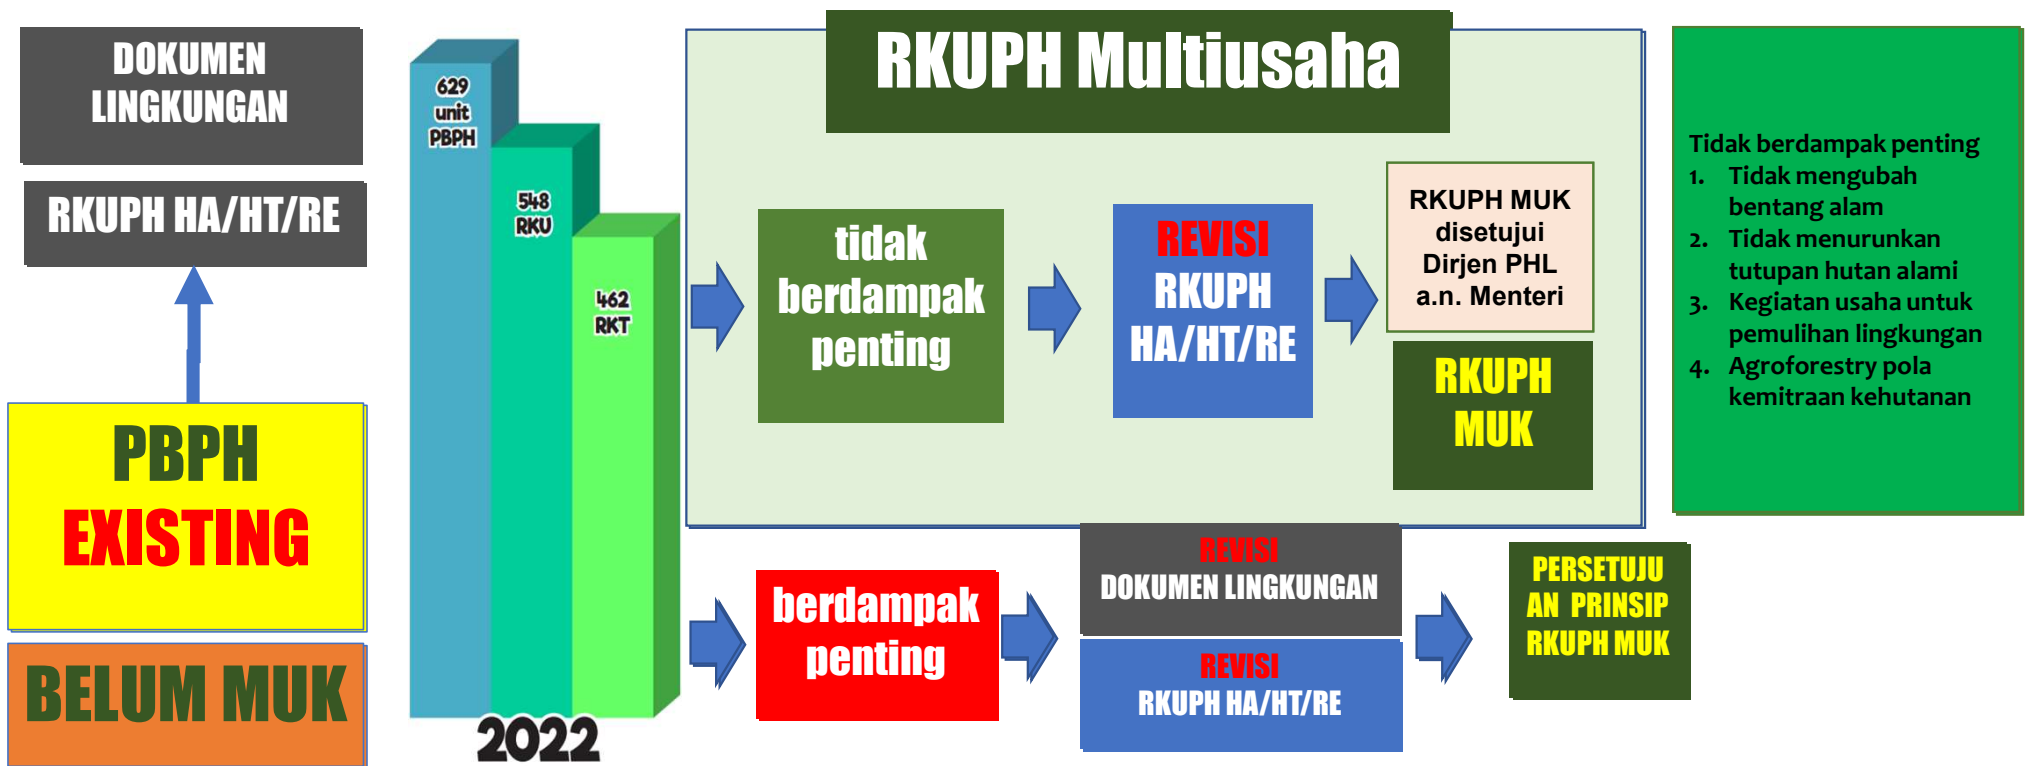 DOKUMEN
LINGKUNGAN
RKUPH HA/HT/RE
PBPH
EXISTING
BELUM MUK
629
unit
PBPH
548
RKU
462
RKT
2022
RKUPH Multiusaha
tidak
berdampak
penting
REVISI
RKUPH
HA/HT/RE
RKUPH MUK
disetujui
Dirjen PHL
a.n. Menteri
RKUPH
MUK
berdampak
penting
REVISI
DOKUMEN LINGKUNGAN
REVISI
RKUPH HA/HT/RE
PERSETUJU
AN PRINSIP
RKUPH MUK
Tidak berdampak penting
1. Tidak mengubah
bentang alam
2. Tidak menurunkan
tutupan hutan alami
3. Kegiatan usaha untuk
pemulihan lingkungan
4. Agroforestry pola
kemitraan kehutanan